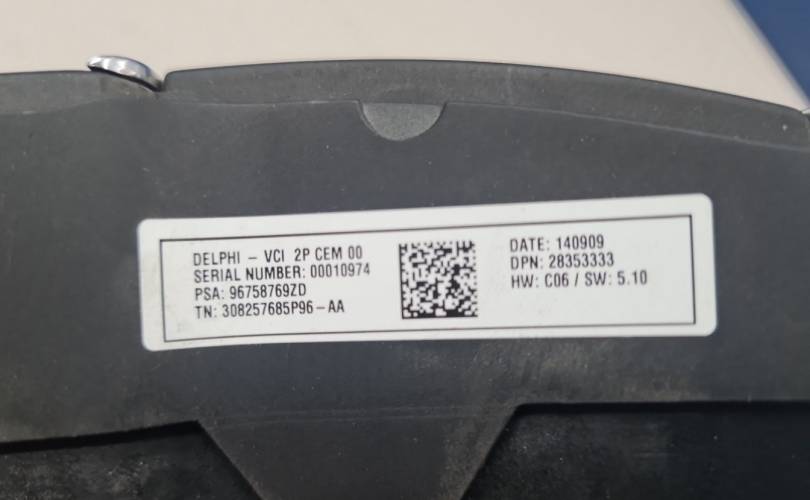 DELPHI - VCI 2P CEM 00
SERIAL NUMBER: 00010974
PSA: 96758769ZD
TN: 308257685P96-AA
DATE: 140909
DPN: 28353333
HW: C06 / SW: 5.10